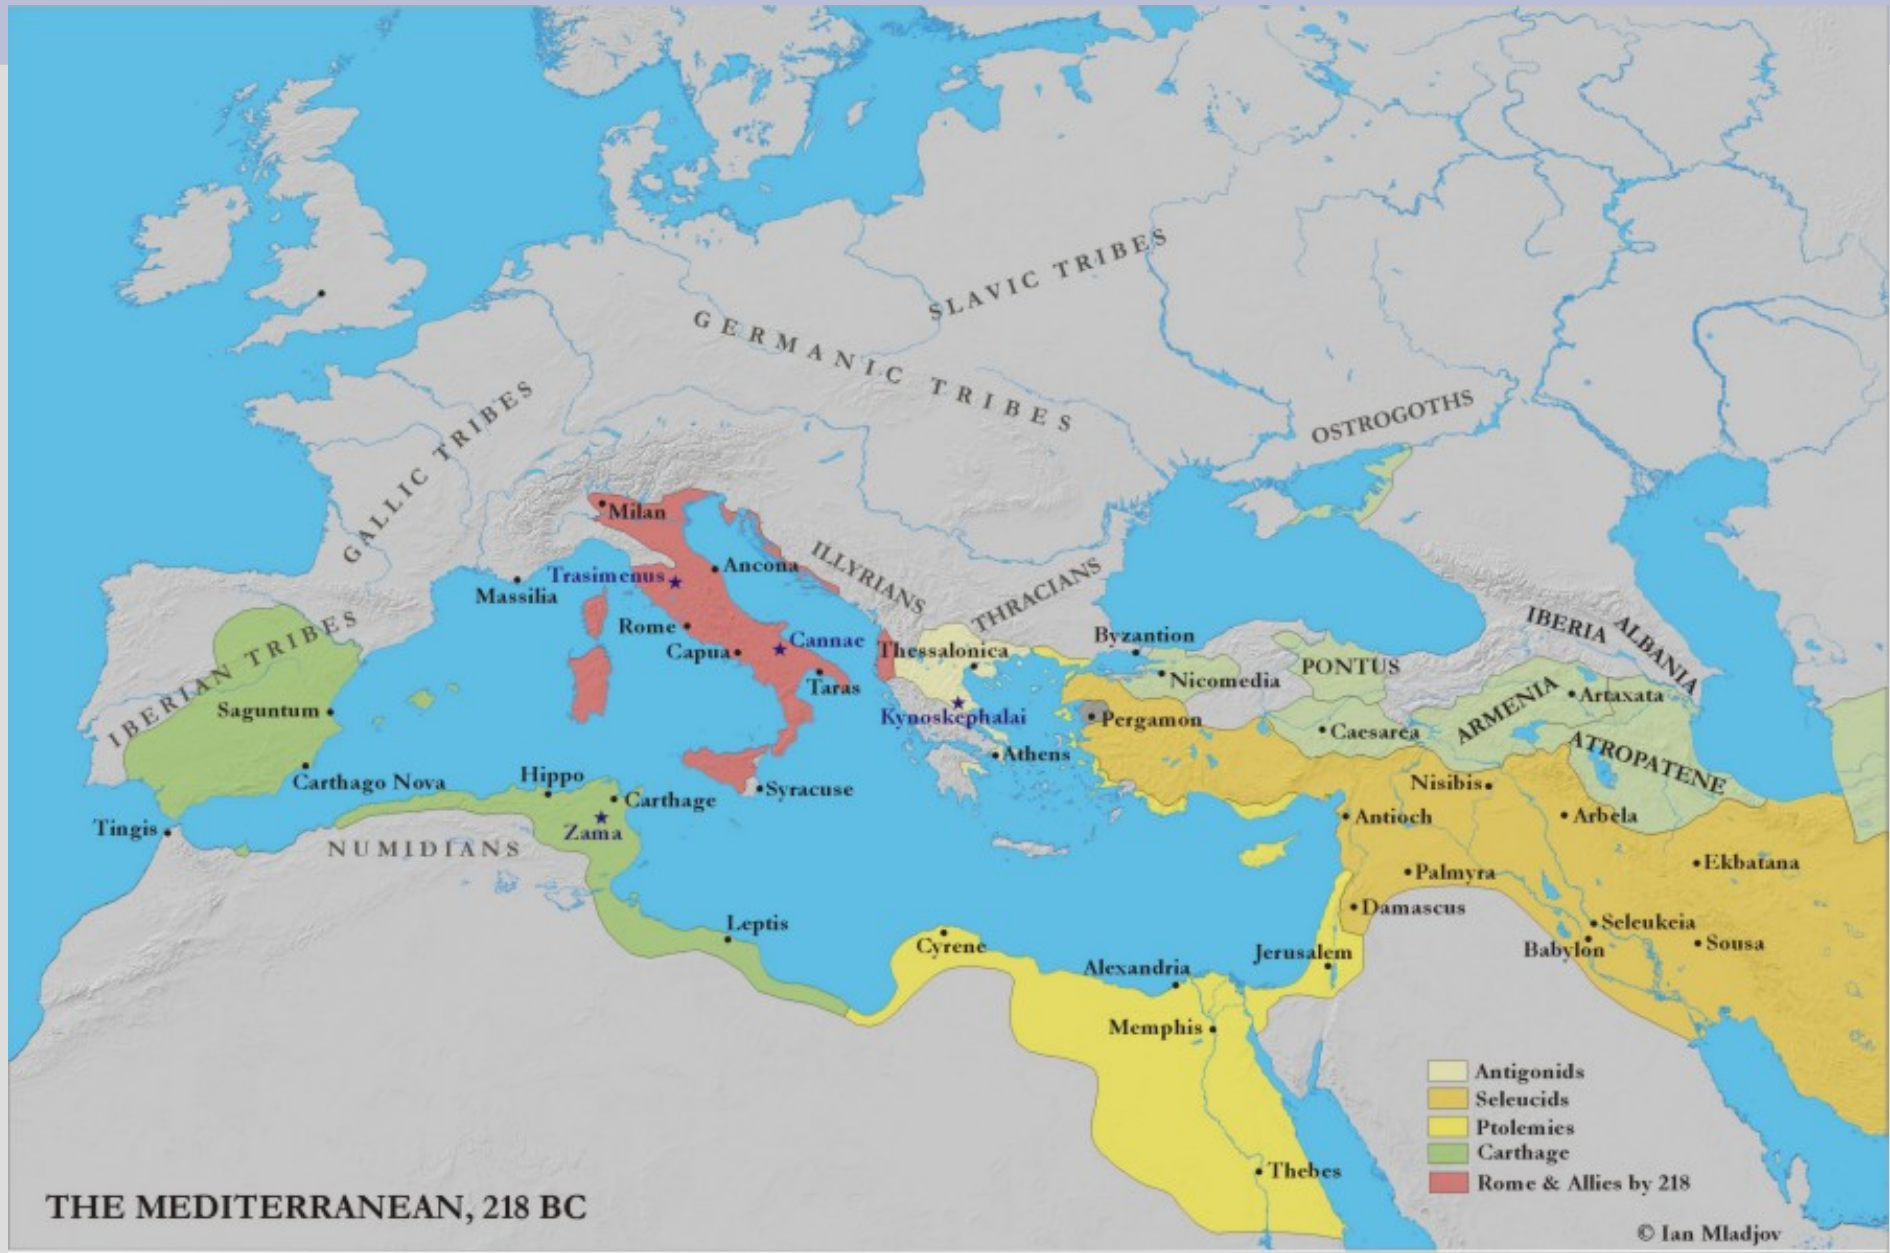 SLAVIC TRIBES
GERMANIC TRIBES
GALLIC TRIBES
OSTROGOTHS
Milan
Ancona
ILLYRIANS
THRACIANS
Trasimenus
Massilia
IBERIAN TRIBES
Rome
Capua
Cannae
Taras
Thessalonica
Byzantion
Nicomedia
PONTUS
IBERIA
ALBANIA
ARMENIA
Artaxata
ATROPATENE
Saguntum
Kynoskephalai
Pergamon
Caesarea
Athens
Carthago Nova
Hippo
Carthage
Syracuse
Nisibis
Tingis
Zama
NUMIDIANS
Antioch
Arbela
Palmyra
Ekbatana
Damascus
Leptis
Cyrene
Seleukeia
Babylon
Sousa
Jerusalem
Alexandria
Memphis
Thebes
Antigonids
Seleucids
Ptolemies
Carthage
Rome & Allies by 218
THE MEDITERRANEAN, 218 BC
© Ian Mladjov